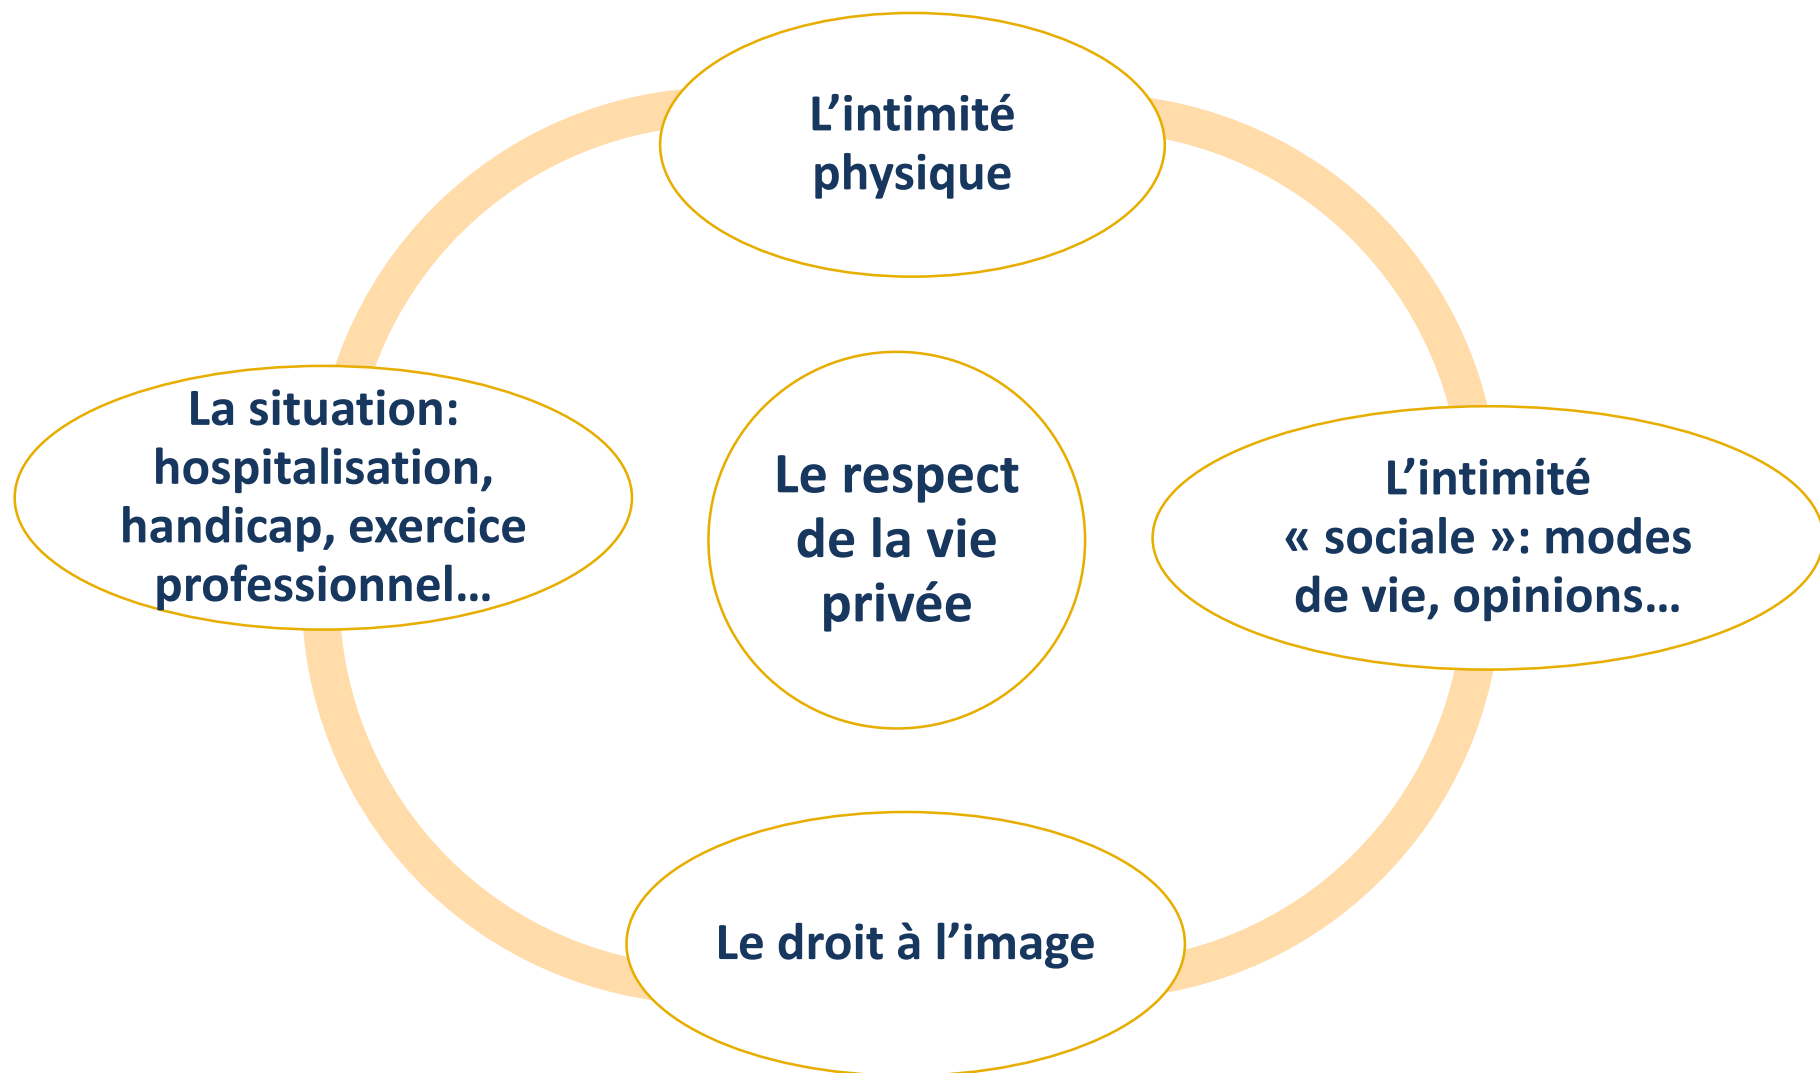 L’intimité
physique
La situation:
hospitalisation,
handicap, exercice
professionnel…
Le respect
de la vie
privée
L’intimité
« sociale »: modes
de vie, opinions…
Le droit à l’image